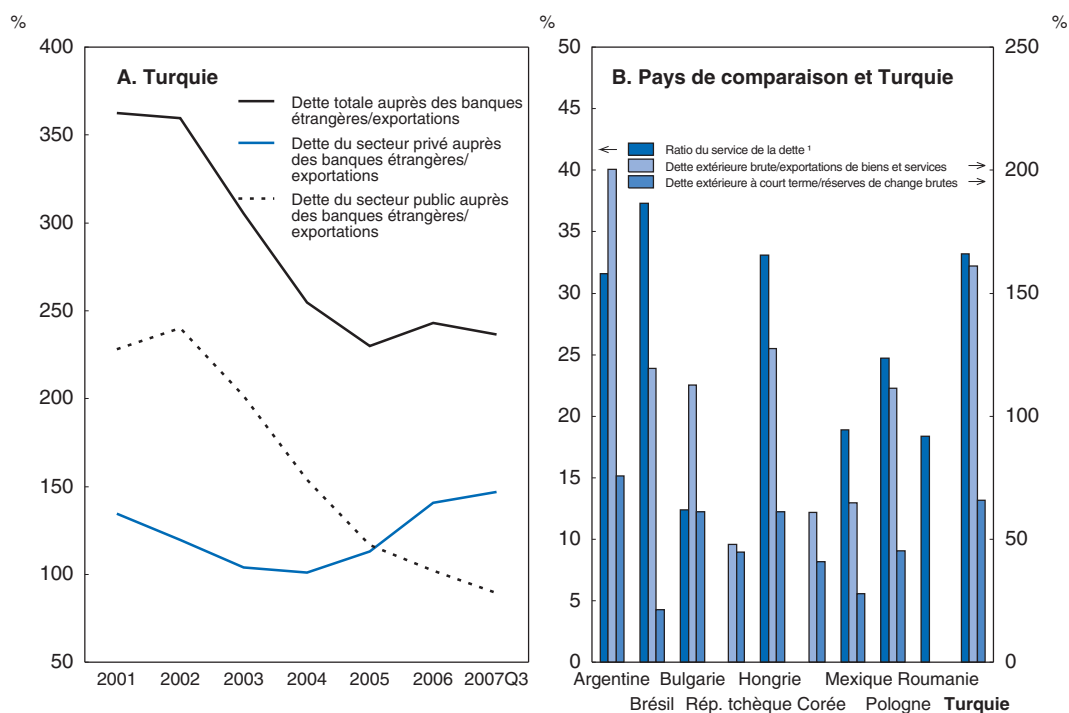 %
400
350
300
250
200
150
100
50
A. Turquie
Dette totale auprès des banques
étrangères/exportations
Dette du secteur privé auprès
des banques étrangères/
exportations
Dette du secteur public auprès
des banques étrangères/
exportations
2001 2002 2003 2004 2005 2006 2007Q3
%
50
45
40
35
30
25
20
15
10
5
0
B. Pays de comparaison et Turquie
Ratio du service de la dette ¹
Dette extérieure brute/exportations de biens et services
Dette extérieure à court terme/réserves de change brutes
%
250
200
150
100
50
0
Argentine Bulgarie Hongrie Mexique Roumanie
Brésil Rép. tchèque Corée Pologne Turquie